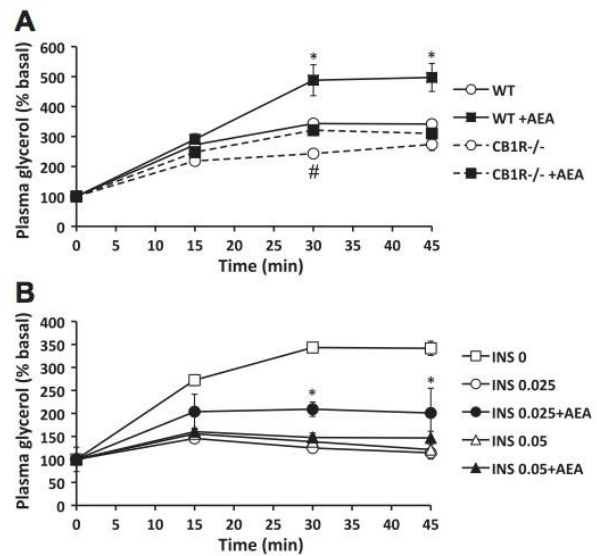 A
Plasma glycerol (% basal)
600
500
400
300
200
100
0
*
*
#
0 5 10 15 20 25 30 35 40 45
Time (min)
WT
WT +AEA
CB1R-/-
CB1R-/- +AEA
B
Plasma glycerol (% basal)
400
350
300
250
200
150
100
50
0
*
*
0 5 10 15 20 25 30 35 40 45
Time (min)
INS 0
INS 0.025
INS 0.025+AEA
INS 0.05
INS 0.05+AEA